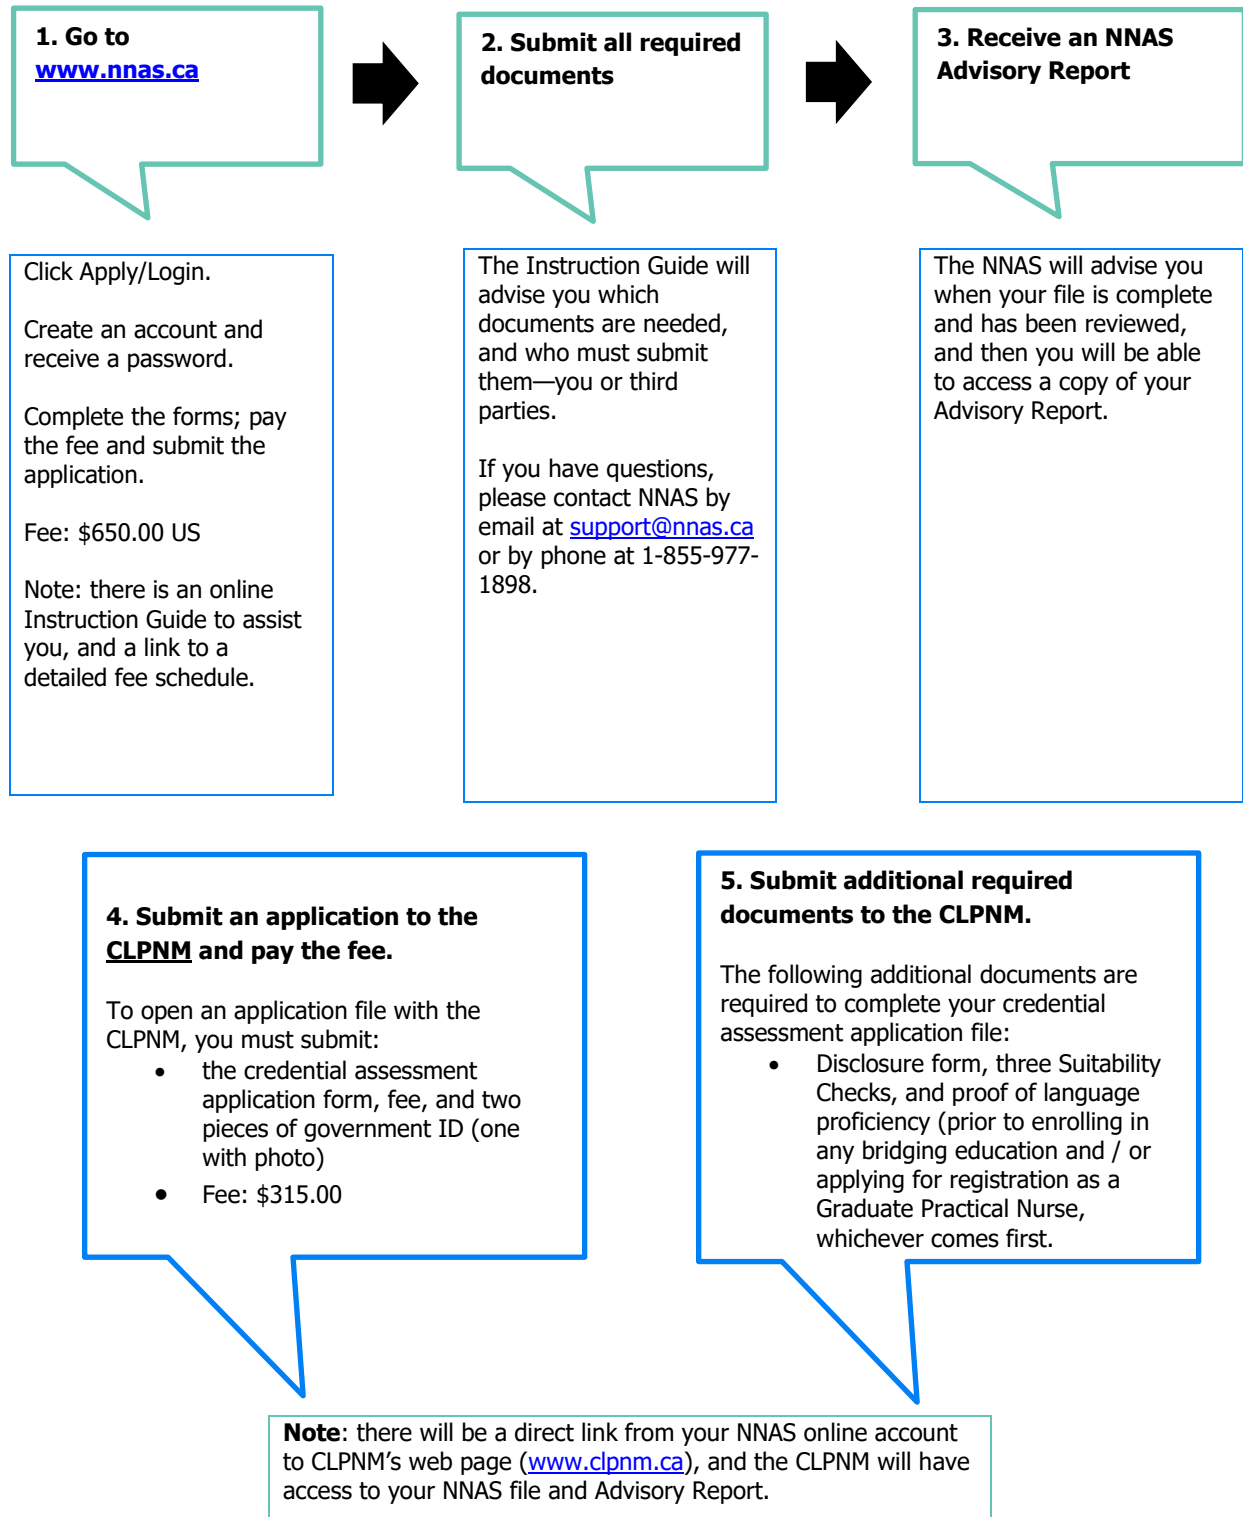 1. Go to
www.nnas.ca
2. Submit all required
documents
3. Receive an NNAS
Advisory Report
Click Apply/Login.
Create an account and
receive a password.
Complete the forms; pay
the fee and submit the
application.
Fee: $650.00 US
Note: there is an online
Instruction Guide to assist
you, and a link to a
detailed fee schedule.
The Instruction Guide will
advise you which
documents are needed,
and who must submit
them—you or third
parties.
If you have questions,
please contact NNAS by
email at support@nnas.ca
or by phone at 1-855-977-
1898.
The NNAS will advise you
when your file is complete
and has been reviewed,
and then you will be able
to access a copy of your
Advisory Report.
4. Submit an application to the
CLPNM and pay the fee.
To open an application file with the
CLPNM, you must submit:
• the credential assessment
application form, fee, and two
pieces of government ID (one
with photo)
• Fee: $315.00
5. Submit additional required
documents to the CLPNM.
The following additional documents are
required to complete your credential
assessment application file:
• Disclosure form, three Suitability
Checks, and proof of language
proficiency (prior to enrolling in
any bridging education and / or
applying for registration as a
Graduate Practical Nurse,
whichever comes first.
Note: there will be a direct link from your NNAS online account
to CLPNM’s web page (www.clpnm.ca), and the CLPNM will have
access to your NNAS file and Advisory Report.